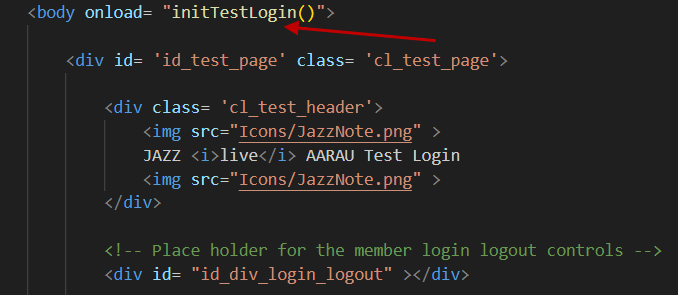 <body onload= "initTestLogin()">
<div id= 'id_test_page' class= 'cl_test_page'>
<div class= 'cl_test_header'>
<img src="Icons/JazzNote.png" >
JAZZ <i>live</i> AARAU Test Login
<img src="Icons/JazzNote.png" >
</div>
<!-- Place holder for the member login logout controls -->
<div id= "id_div_login_logout" ></div>